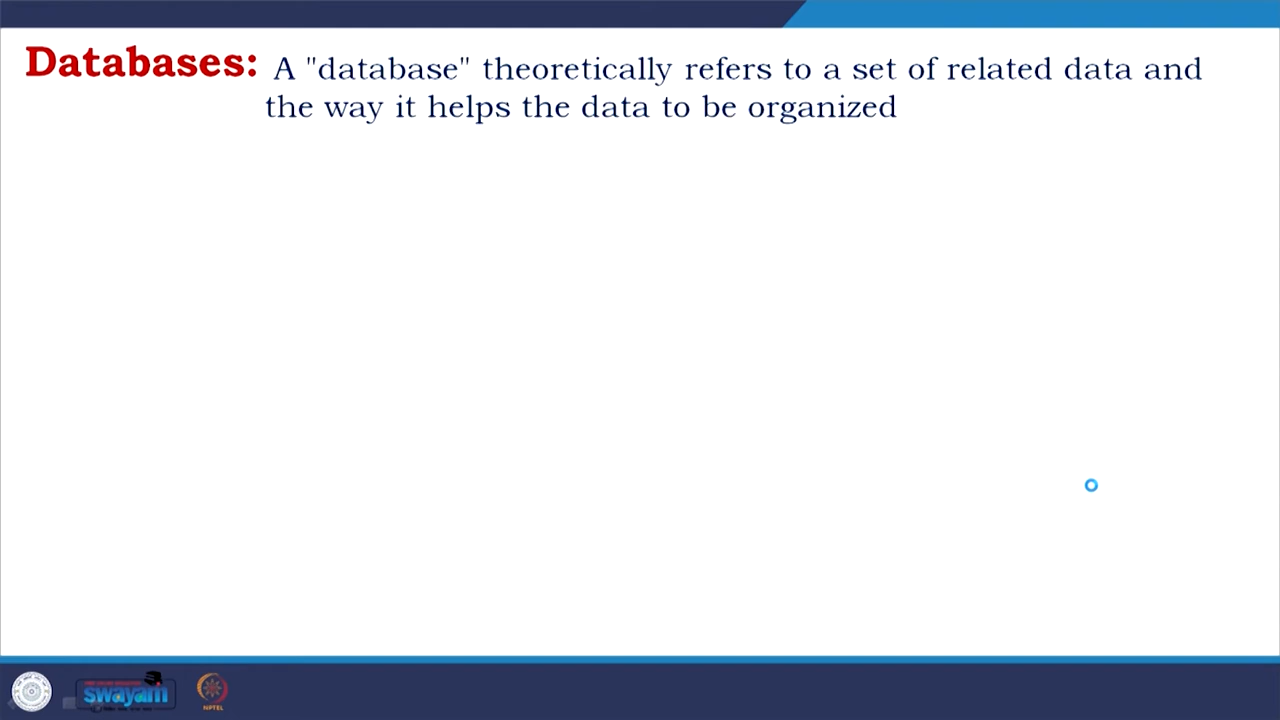 Databases: A "database" theoretically refers to a set of related data and
the way it helps the data to be organized
swayam
NPTEL